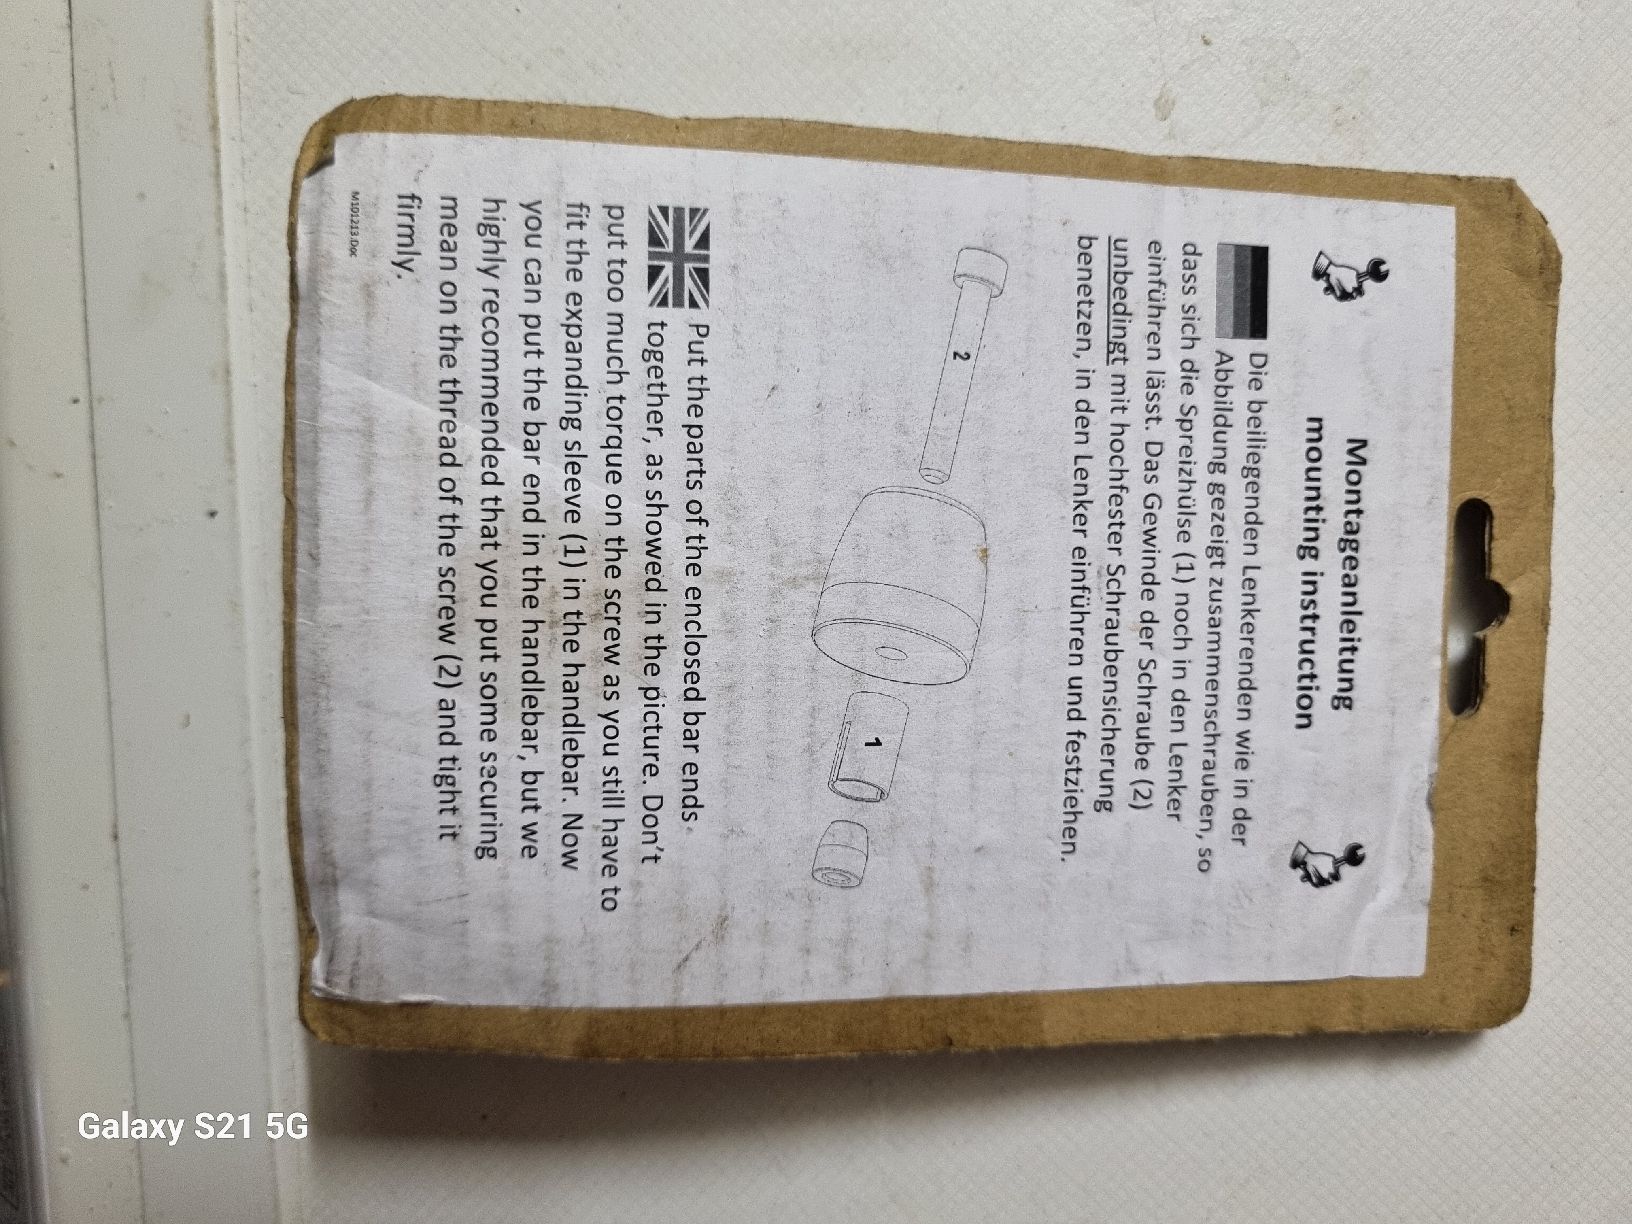 Montageanleitung
mounting instruction
Die beiliegenden Lenkerenden wie in der
Abbildung gezeigt zusammenschrauben, so
dass sich die Spreizhülse (1) noch in den Lenker
einführen lässt. Das Gewinde der Schraube (2)
unbedingt mit hochfester Schraubensicherung
benetzen, in den Lenker einführen und festziehen.
2
1
Put the parts of the enclosed bar ends
together, as showed in the picture. Don't
put too much torque on the screw as you still have to
fit the expanding sleeve (1) in the handlebar. Now
you can put the bar end in the handlebar, but we
highly recommended that you put some securing
mean on the thread of the screw (2) and tight it
firmly.
M101213.Doc
Galaxy S21 5G